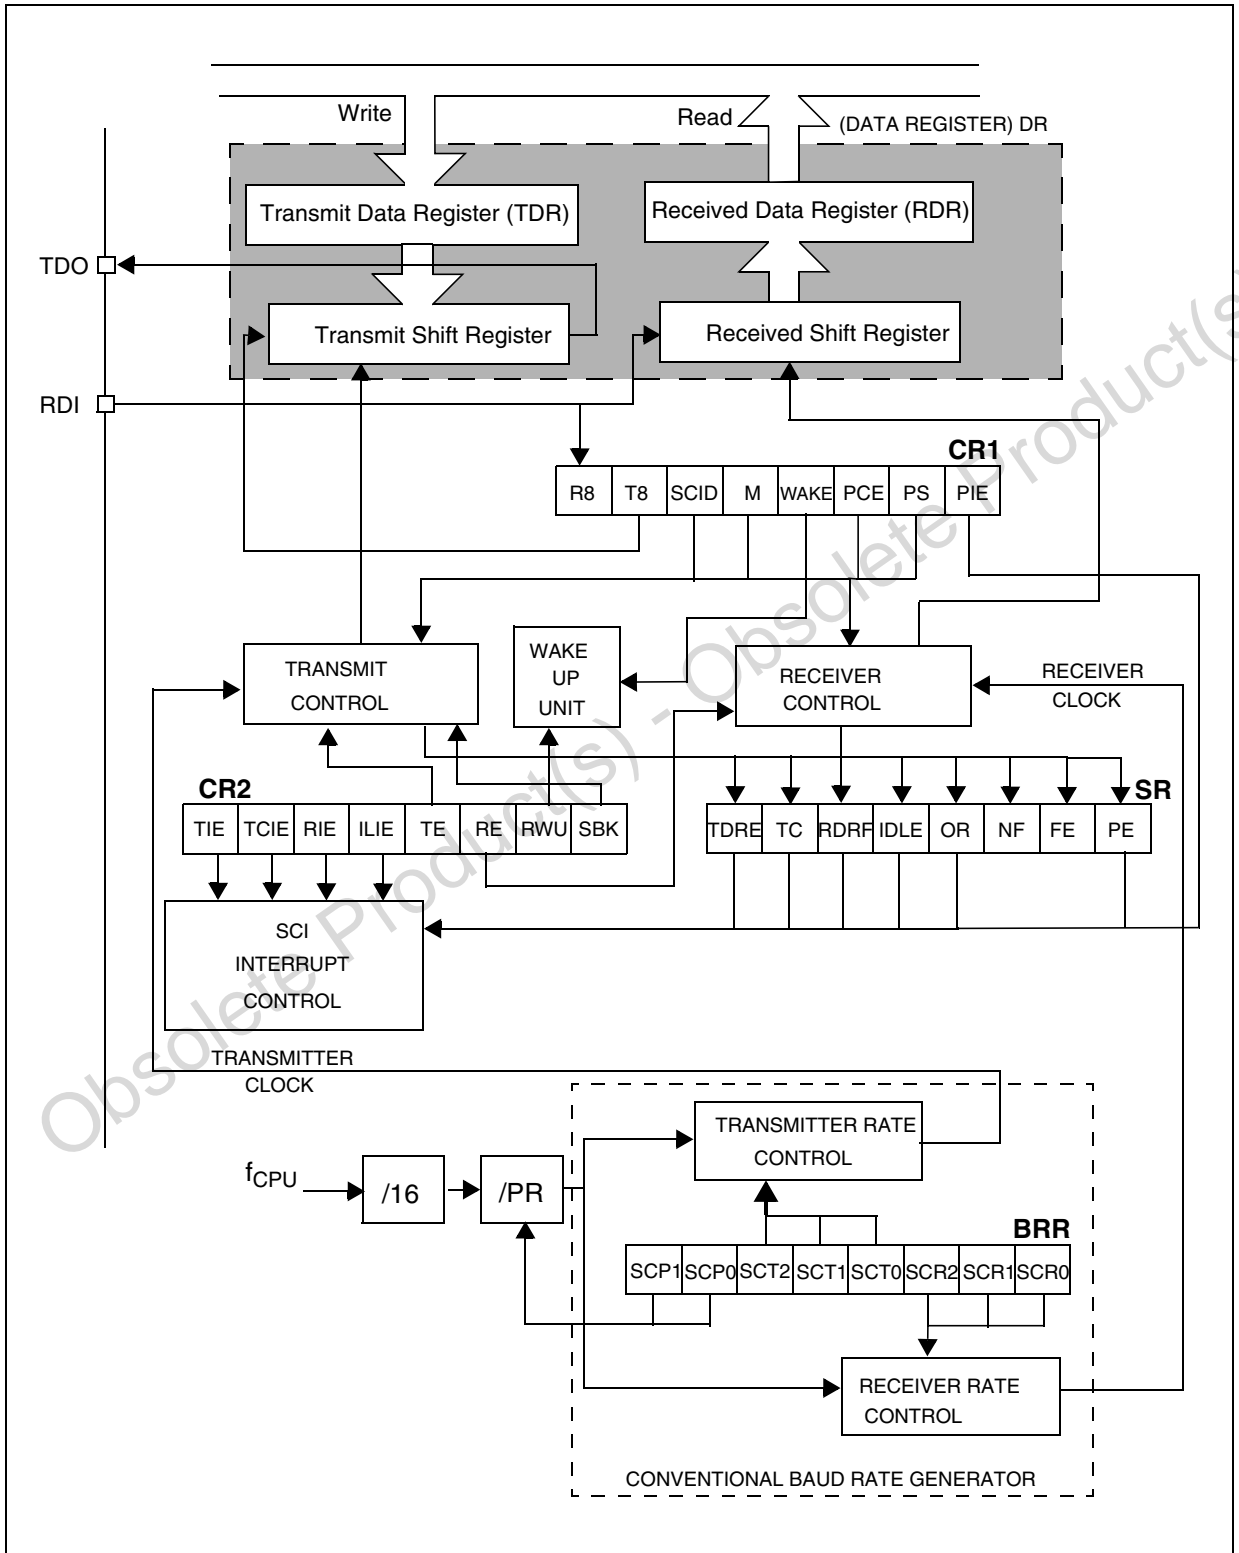 Write
Read
(DATA REGISTER) DR
Transmit Data Register (TDR)
Received Data Register (RDR)
TDO
Transmit Shift Register
Received Shift Register
RDI
CR1
R8 T8 SCID M WAKE PCE PS PIE
TRANSMIT
CONTROL
WAKE
UP
UNIT
RECEIVER
CONTROL
RECEIVER
CLOCK
CR2
TIE TCIE RIE ILIE TE RE RWU SBK
SR
TDRE TC RDRF IDLE OR NF FE PE
SCI
INTERRUPT
CONTROL
TRANSMITTER
CLOCK
TRANSMITTER RATE
CONTROL
fCPU
/16
/PR
BRR
SCP1 SCP0 SCT2 SCT1 SCT0 SCR2 SCR1 SCR0
RECEIVER RATE
CONTROL
CONVENTIONAL BAUD RATE GENERATOR
Obsolete Product(s) - Obsolete Product(s